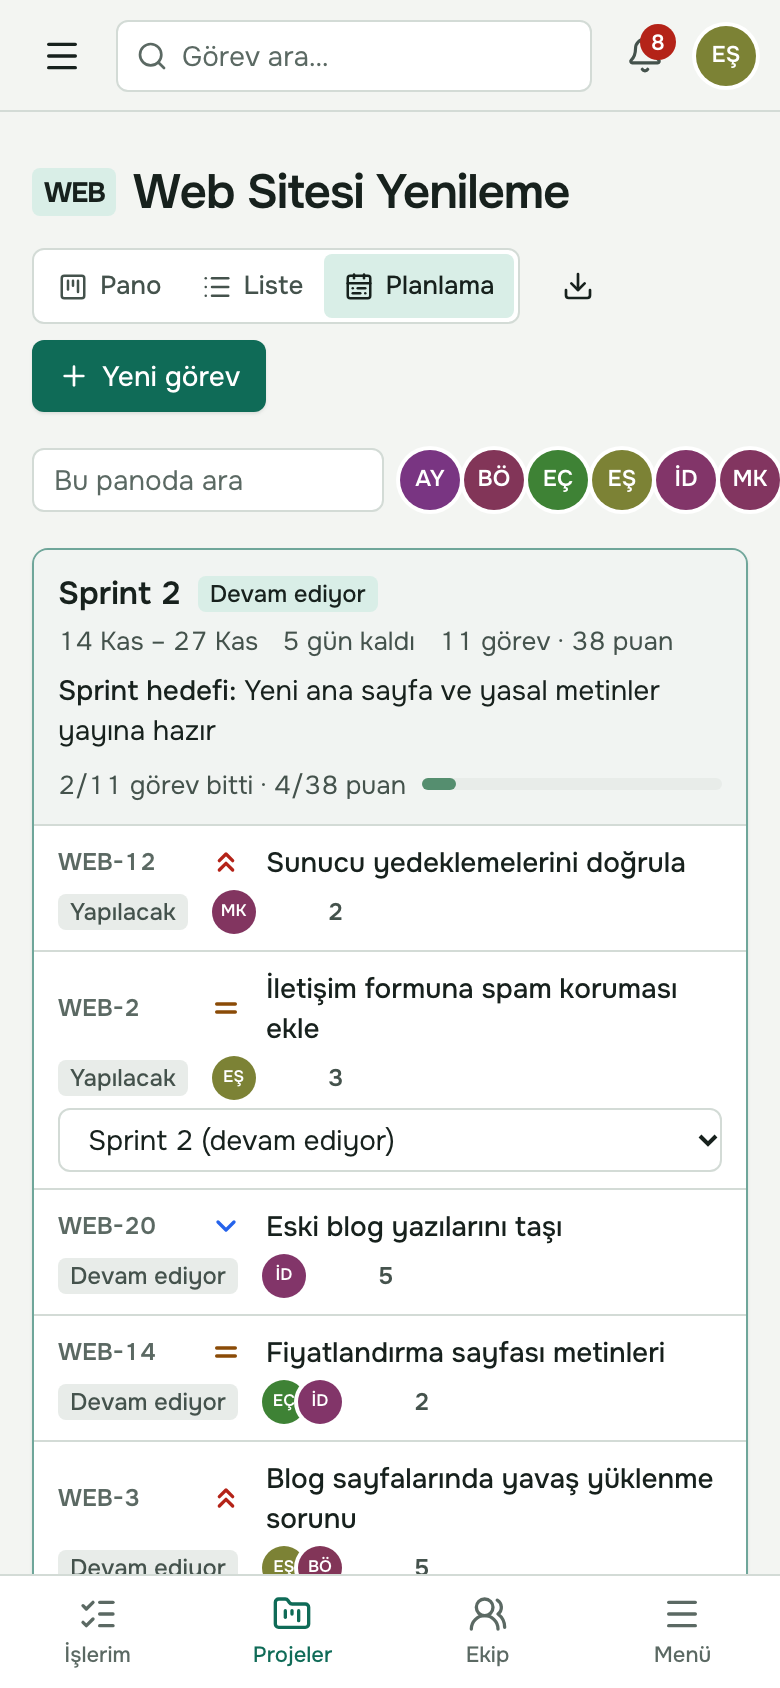 Görev ara...
8
EŞ
WEB Web Sitesi Yenileme
Pano Liste Planlama
Yeni görev
Bu panoda ara
AY BÖ EÇ EŞ İD MK
Sprint 2 Devam ediyor
14 Kas – 27 Kas 5 gün kaldı 11 görev · 38 puan
Sprint hedefi: Yeni ana sayfa ve yasal metinler
yayına hazır
2/11 görev bitti · 4/38 puan
WEB-12 Sunucu yedeklemelerini doğrula
Yapılacak MK 2
WEB-2 İletişim formuna spam koruması
ekle
Yapılacak EŞ 3
Sprint 2 (devam ediyor)
WEB-20 Eski blog yazılarını taşı
Devam ediyor İD 5
WEB-14 Fiyatlandırma sayfası metinleri
Devam ediyor EÇ İD 2
WEB-3 Blog sayfalarında yavaş yüklenme
sorunu
Devam ediyor EŞ BÖ 5
İşlerim Projeler Ekip Menü